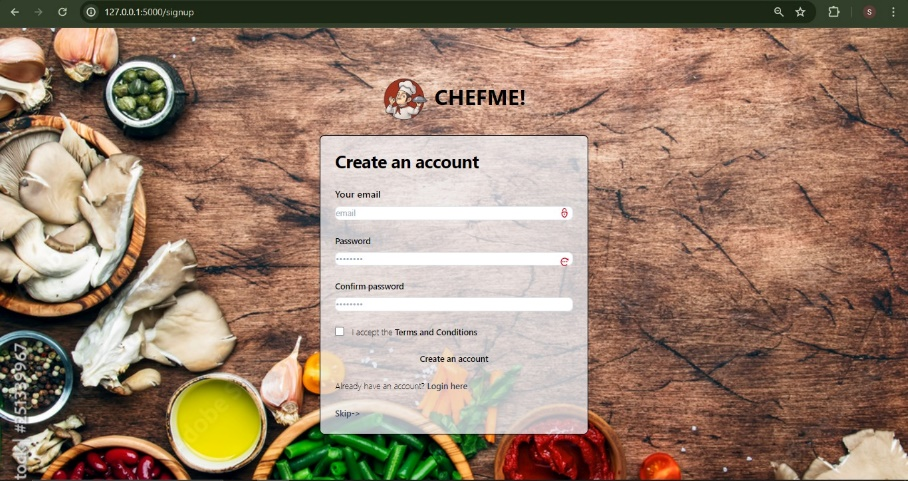 127.0.0.1:5000/signup
S
CHEFME!
Create an account
Your email
email
Password
••••••••
Confirm password
••••••••
I accept the Terms and Conditions
Create an account
Already have an account? Login here.
Skip->